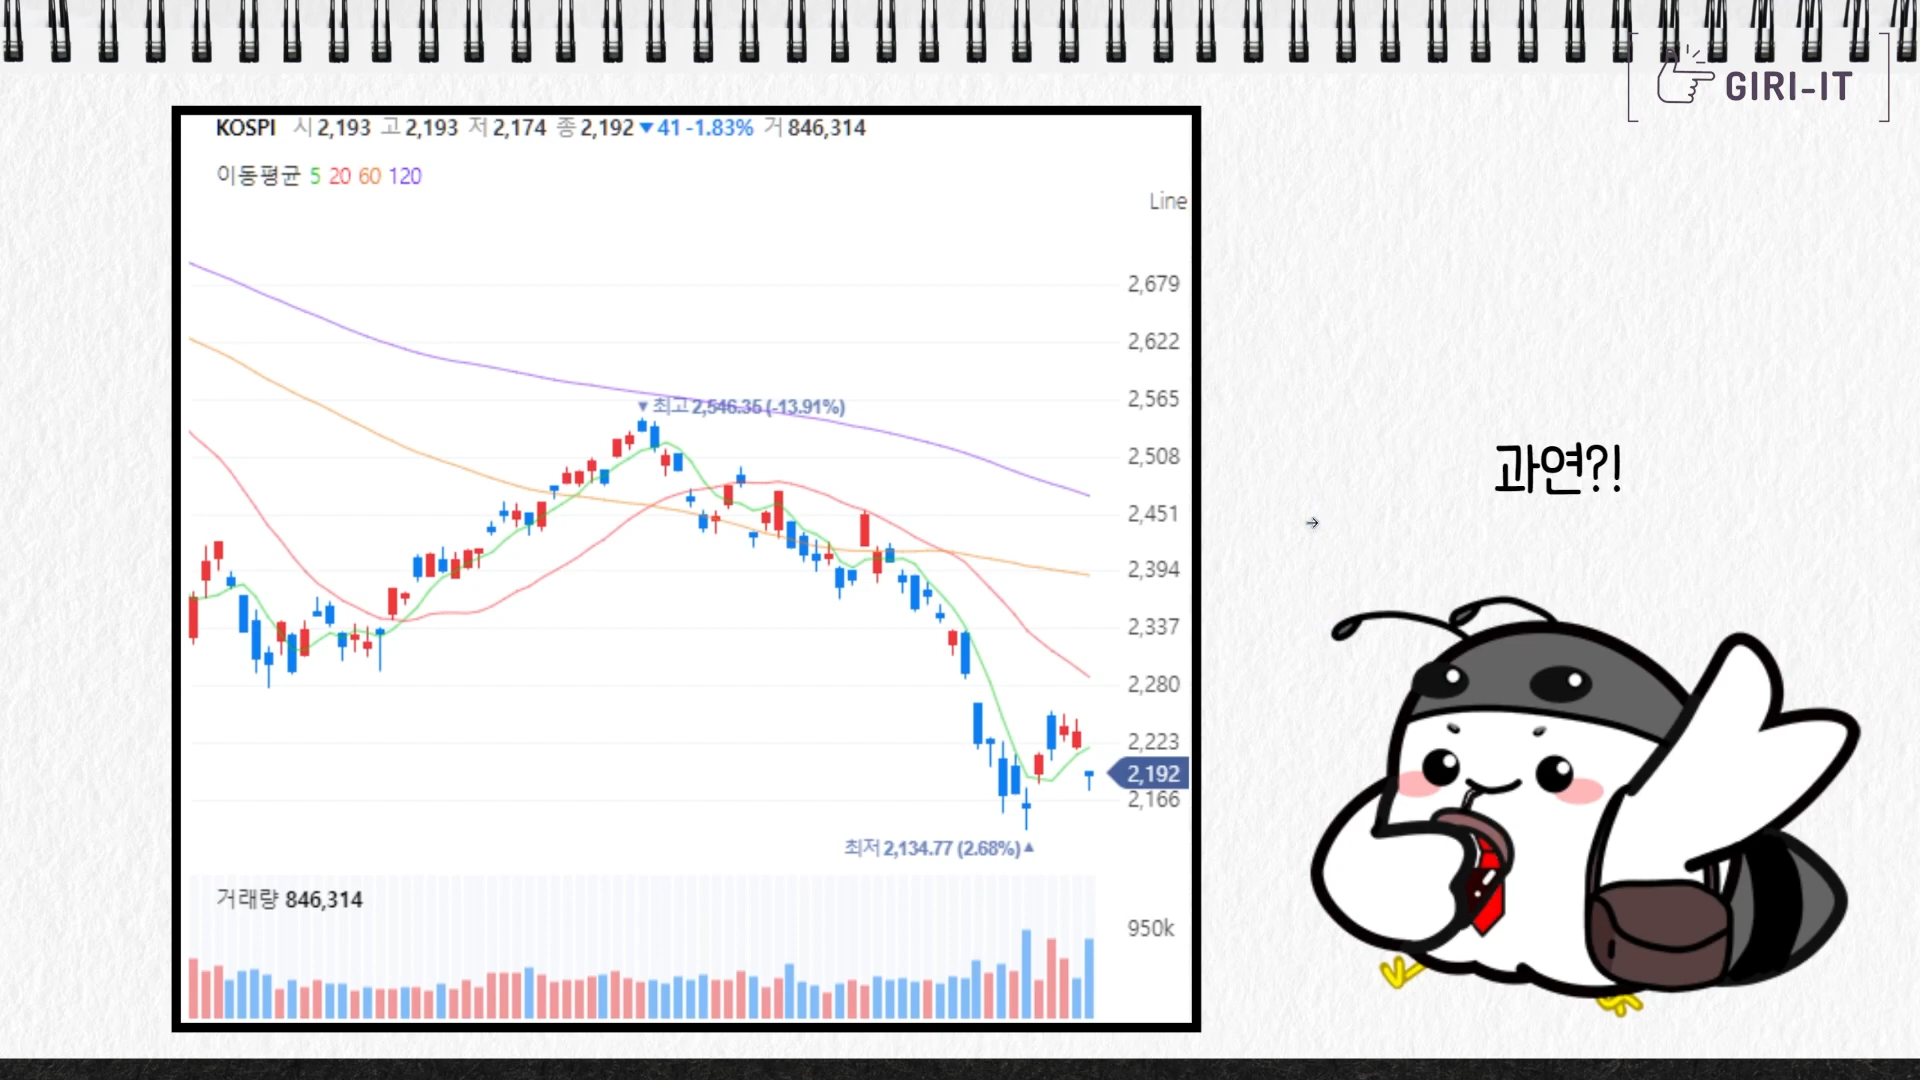 GIRI-IT
KOSPI 시 2,193 고 2,193 저 2,174 종 2,192 ▼ 41 -1.83% 거 846,314
이동평균 5 20 60 120
Line
2,679
2,622
2,565
▼ 최고 2,546.35 (-13.91%)
2,508
2,451
2,394
2,337
2,280
2,223
2,192
2,166
최저 2,134.77 (2.68%) ▲
거래량 846,314
950k
과연?!